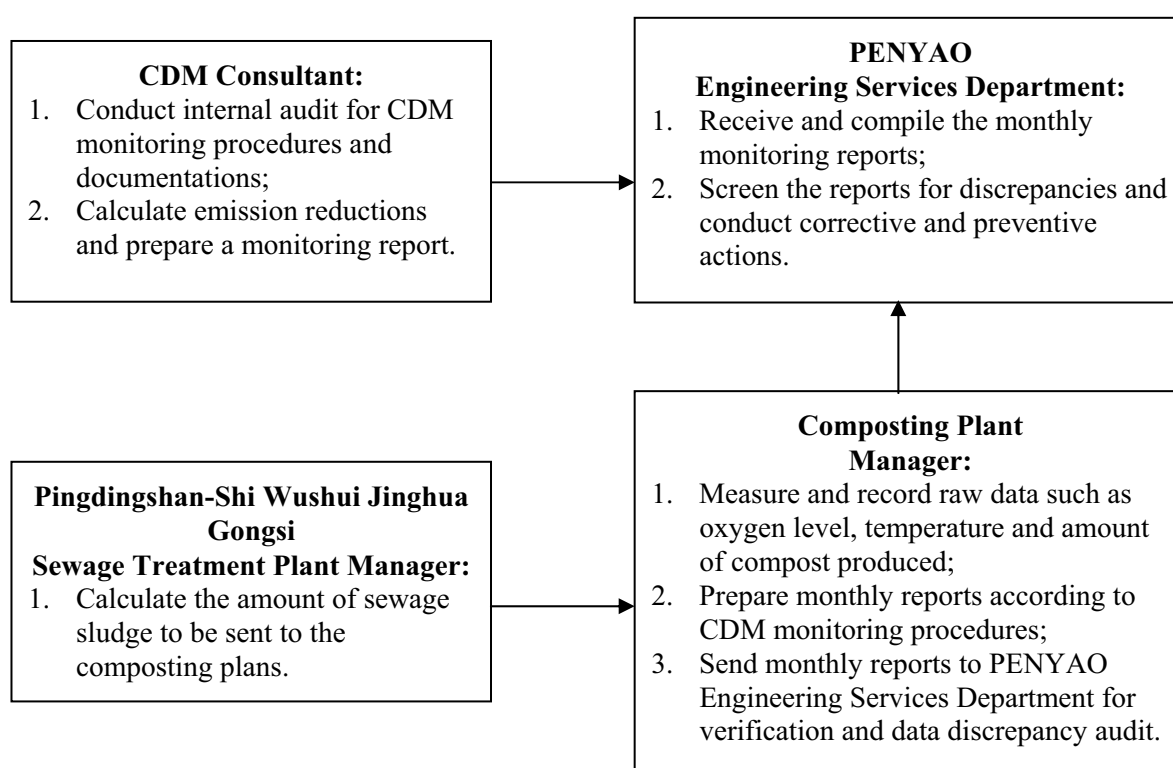 CDM Consultant:
1. Conduct internal audit for CDM
monitoring procedures and
documentations;
2. Calculate emission reductions
and prepare a monitoring report.
PENYAO
Engineering Services Department:
1. Receive and compile the monthly
monitoring reports;
2. Screen the reports for discrepancies and
conduct corrective and preventive
actions.
Pingdingshan-Shi Wushui Jinghua
Gongsi
Sewage Treatment Plant Manager:
1. Calculate the amount of sewage
sludge to be sent to the
composting plans.
Composting Plant
Manager:
1. Measure and record raw data such as
oxygen level, temperature and amount
of compost produced;
2. Prepare monthly reports according to
CDM monitoring procedures;
3. Send monthly reports to PENYAO
Engineering Services Department for
verification and data discrepancy audit.